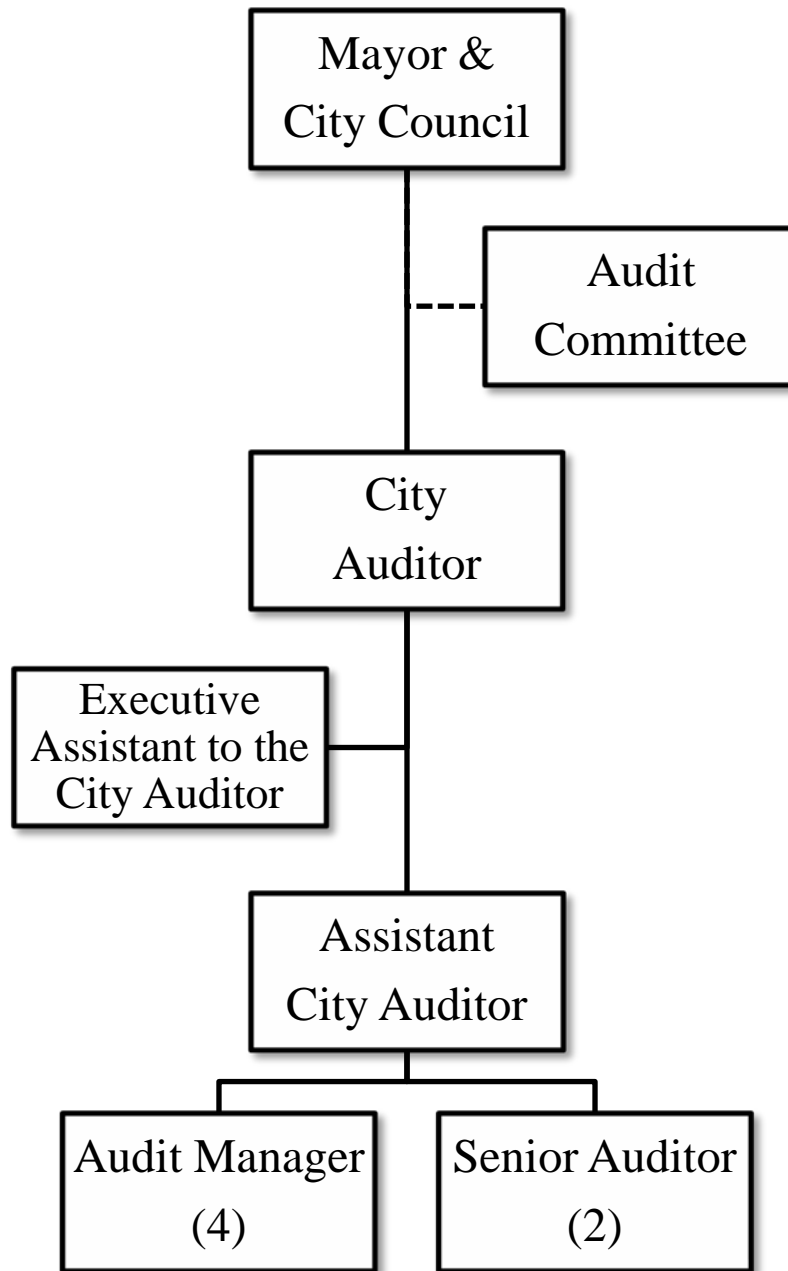 Mayor &
City Council
Audit
Committee
City
Auditor
Executive
Assistant to the
City Auditor
Assistant
City Auditor
Audit Manager
(4)
Senior Auditor
(2)